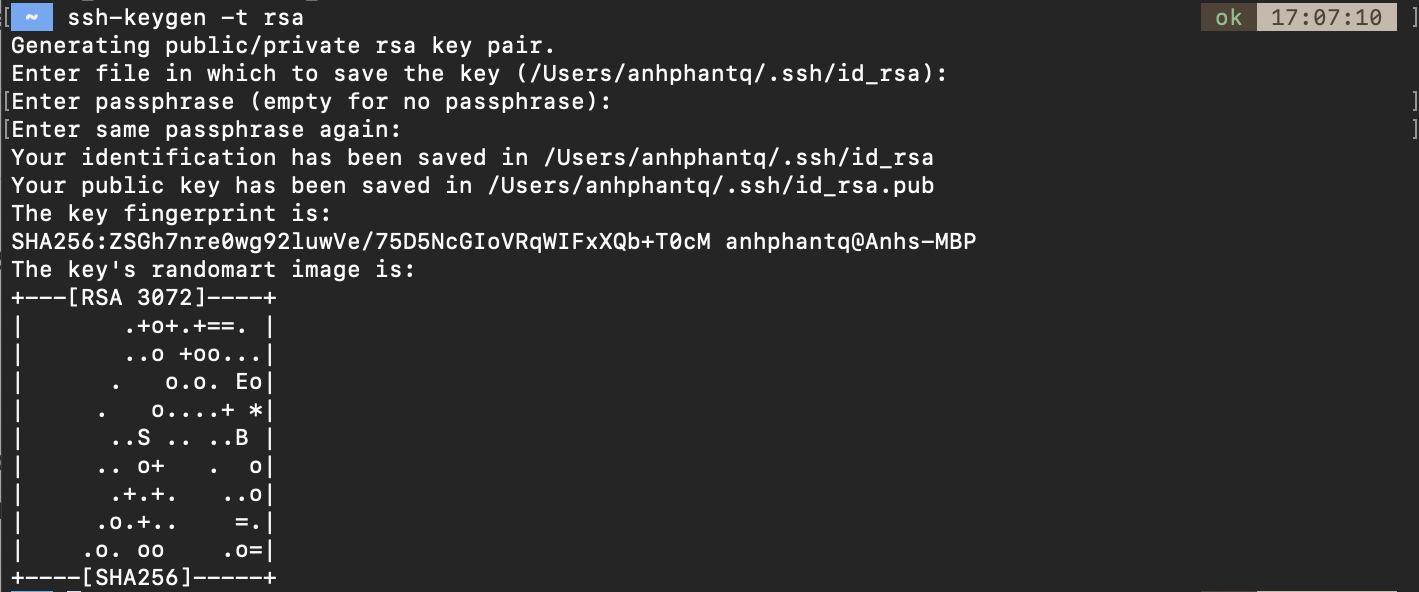 ~ ssh-keygen -t rsa ok 17:07:10
Generating public/private rsa key pair.
Enter file in which to save the key (/Users/anhphantq/.ssh/id_rsa):
Enter passphrase (empty for no passphrase):
Enter same passphrase again:
Your identification has been saved in /Users/anhphantq/.ssh/id_rsa
Your public key has been saved in /Users/anhphantq/.ssh/id_rsa.pub
The key fingerprint is:
SHA256:ZSGh7nre0wg92luwVe/75D5NcGIoVRqWIFxXQb+T0cM anhphantq@Anhs-MBP
The key's randomart image is:
+---[RSA 3072]----+
|       .+o+.+==. |
|       ..o +oo...|
|      .   o.o. Eo|
|     .   o....+ *|
|      ..S .. ..B |
|     .. o+   .  o|
|      .+.+.   ..o|
|     .o.+..    =.|
|    .o. oo    .o=|
+----[SHA256]-----+